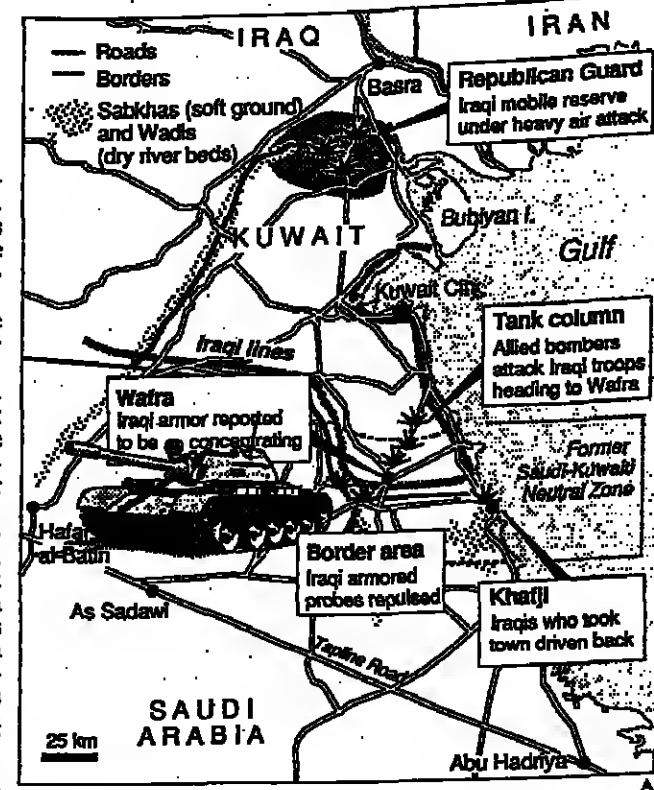 IRAQ
IRAN
Roads
Borders
Sabkhas (soft ground)
and Wadis
(dry river beds)
Basra
Republican Guard
Iraqi mobile reserve
under heavy air attack
Bubiyan I.
KUWAIT
Gulf
Kuwait City
Iraqi lines
Tank column
Allied bombers
attack Iraqi troops
heading to Wafra
Wafra
Iraqi armor reported
to be concentrating
Former
Saudi-Kuwaiti
Neutral Zone
Hafar
al-Batin
Border area
Iraqi armored
probes repulsed
Khafji
Iraqis who took
town driven back
As Sadawi
Tapline Road
SAUDI
ARABIA
25 km
Abu Hadriya